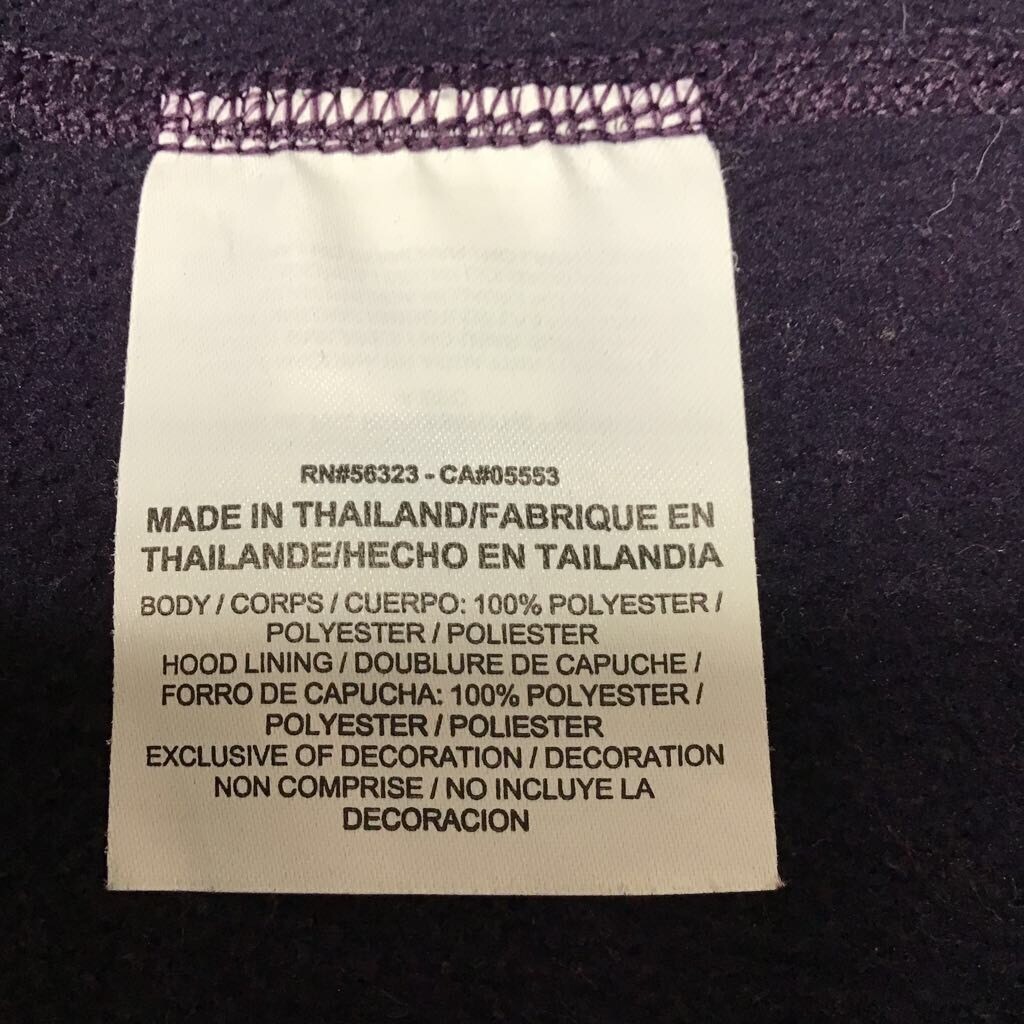 RN#56323 - CA#05553
MADE IN THAILAND/FABRIQUE EN
THAILANDE/HECHO EN TAILANDIA
BODY / CORPS / CUERPO: 100% POLYESTER /
POLYESTER / POLIESTER
HOOD LINING / DOUBLURE DE CAPUCHE /
FORRO DE CAPUCHA: 100% POLYESTER /
POLYESTER / POLIESTER
EXCLUSIVE OF DECORATION / DECORATION
NON COMPRISE / NO INCLUYE LA
DECORACION